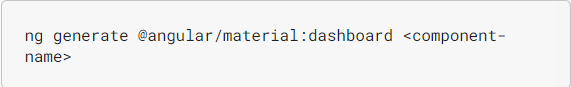 ng generate @angular/material:dashboard <component-
name>